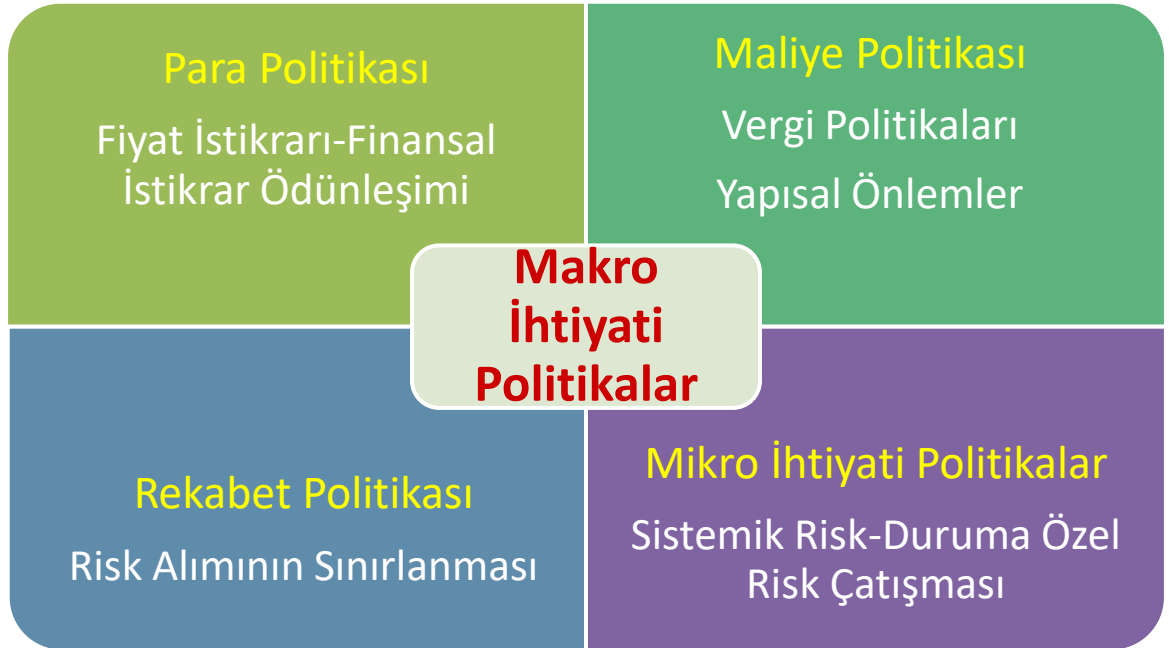 Para Politikası
Fiyat İstikrarı-Finansal
İstikrar Ödünleşimi
Maliye Politikası
Vergi Politikaları
Yapısal Önlemler
Makro
İhtiyati
Politikalar
Rekabet Politikası
Risk Alımının Sınırlanması
Mikro İhtiyati Politikalar
Sistemik Risk-Duruma Özel
Risk Çatışması